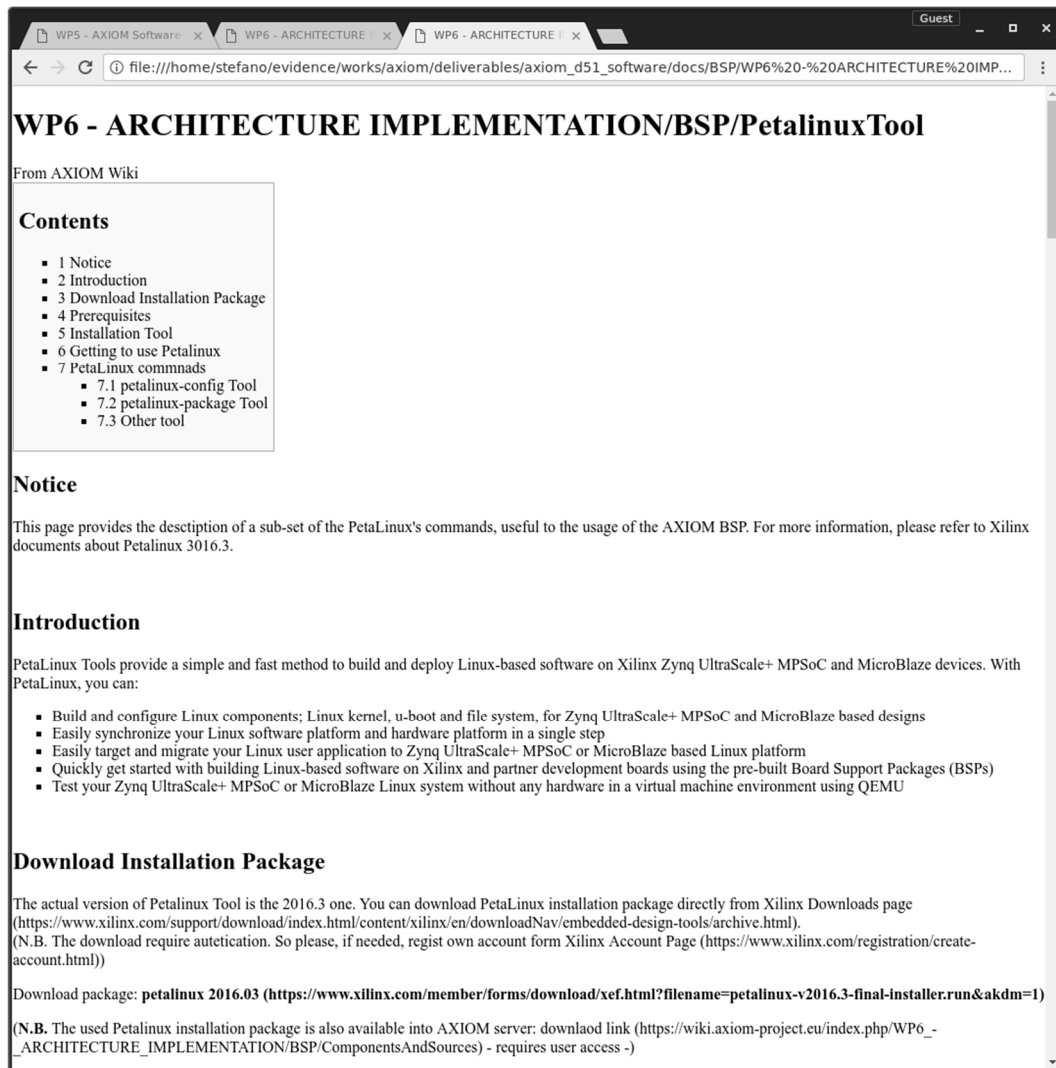 Guest
WP5 - AXIOM Software
WP6 - ARCHITECTURE I
WP6 - ARCHITECTURE I
file:///home/stefano/evidence/works/axiom/deliverables/axiom_d51_software/docs/BSP/WP6%20-%20ARCHITECTURE%20IMP...
WP6 - ARCHITECTURE IMPLEMENTATION/BSP/PetalinuxTool
From AXIOM Wiki
Contents
1 Notice
2 Introduction
3 Download Installation Package
4 Prerequisites
5 Installation Tool
6 Getting to use Petalinux
7 PetaLinux commnads
7.1 petalinux-config Tool
7.2 petalinux-package Tool
7.3 Other tool
Notice
This page provides the desctiption of a sub-set of the PetaLinux's commands, useful to the usage of the AXIOM BSP. For more information, please refer to Xilinx
documents about Petalinux 3016.3.
Introduction
PetaLinux Tools provide a simple and fast method to build and deploy Linux-based software on Xilinx Zynq UltraScale+ MPSoC and MicroBlaze devices. With
PetaLinux, you can:
Build and configure Linux components; Linux kernel, u-boot and file system, for Zynq UltraScale+ MPSoC and MicroBlaze based designs
Easily synchronize your Linux software platform and hardware platform in a single step
Easily target and migrate your Linux user application to Zynq UltraScale+ MPSoC or MicroBlaze based Linux platform
Quickly get started with building Linux-based software on Xilinx and partner development boards using the pre-built Board Support Packages (BSPs)
Test your Zynq UltraScale+ MPSoC or MicroBlaze Linux system without any hardware in a virtual machine environment using QEMU
Download Installation Package
The actual version of Petalinux Tool is the 2016.3 one. You can download PetaLinux installation package directly from Xilinx Downloads page
(https://www.xilinx.com/support/download/index.html/content/xilinx/en/downloadNav/embedded-design-tools/archive.html).
(N.B. The download require autetication. So please, if needed, regist own account form Xilinx Account Page (https://www.xilinx.com/registration/create-
account.html))
Download package: petalinux 2016.03 (https://www.xilinx.com/member/forms/download/xef.html?filename=petalinux-v2016.3-final-installer.run&akdm=1)
(N.B. The used Petalinux installation package is also available into AXIOM server: downlaod link (https://wiki.axiom-project.eu/index.php/WP6_-
_ARCHITECTURE_IMPLEMENTATION/BSP/ComponentsAndSources) - requires user access -)